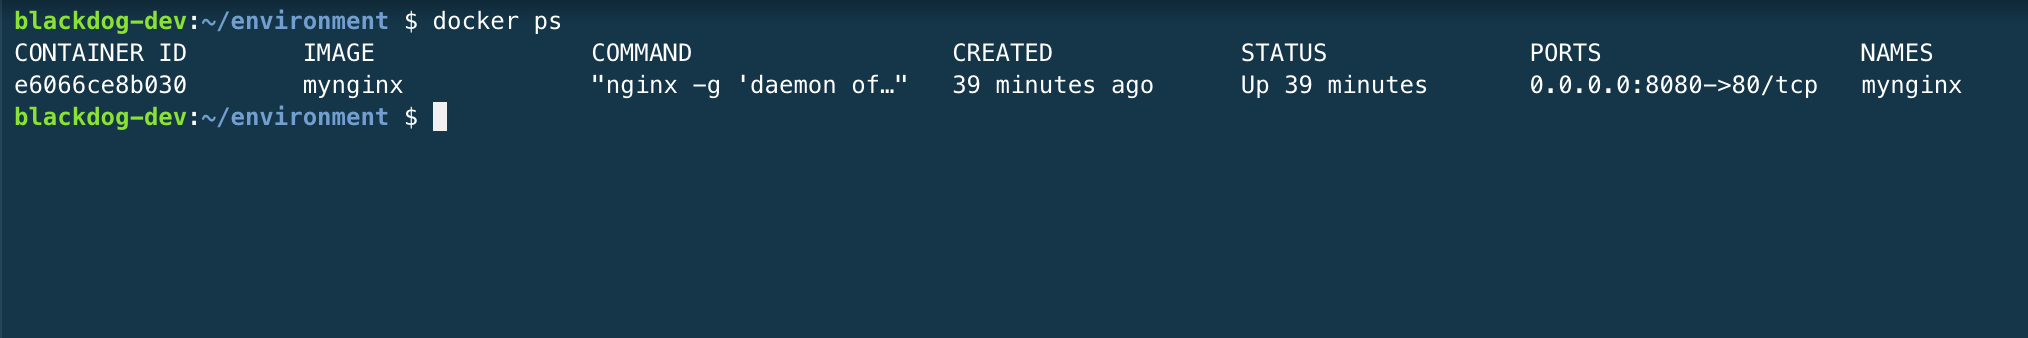 blackdog-dev:~/environment $ docker ps
CONTAINER ID        IMAGE               COMMAND                  CREATED             STATUS              PORTS                  NAMES
e6066ce8b030        mynginx             "nginx -g 'daemon of…"   39 minutes ago      Up 39 minutes       0.0.0.0:8080->80/tcp   mynginx
blackdog-dev:~/environment $